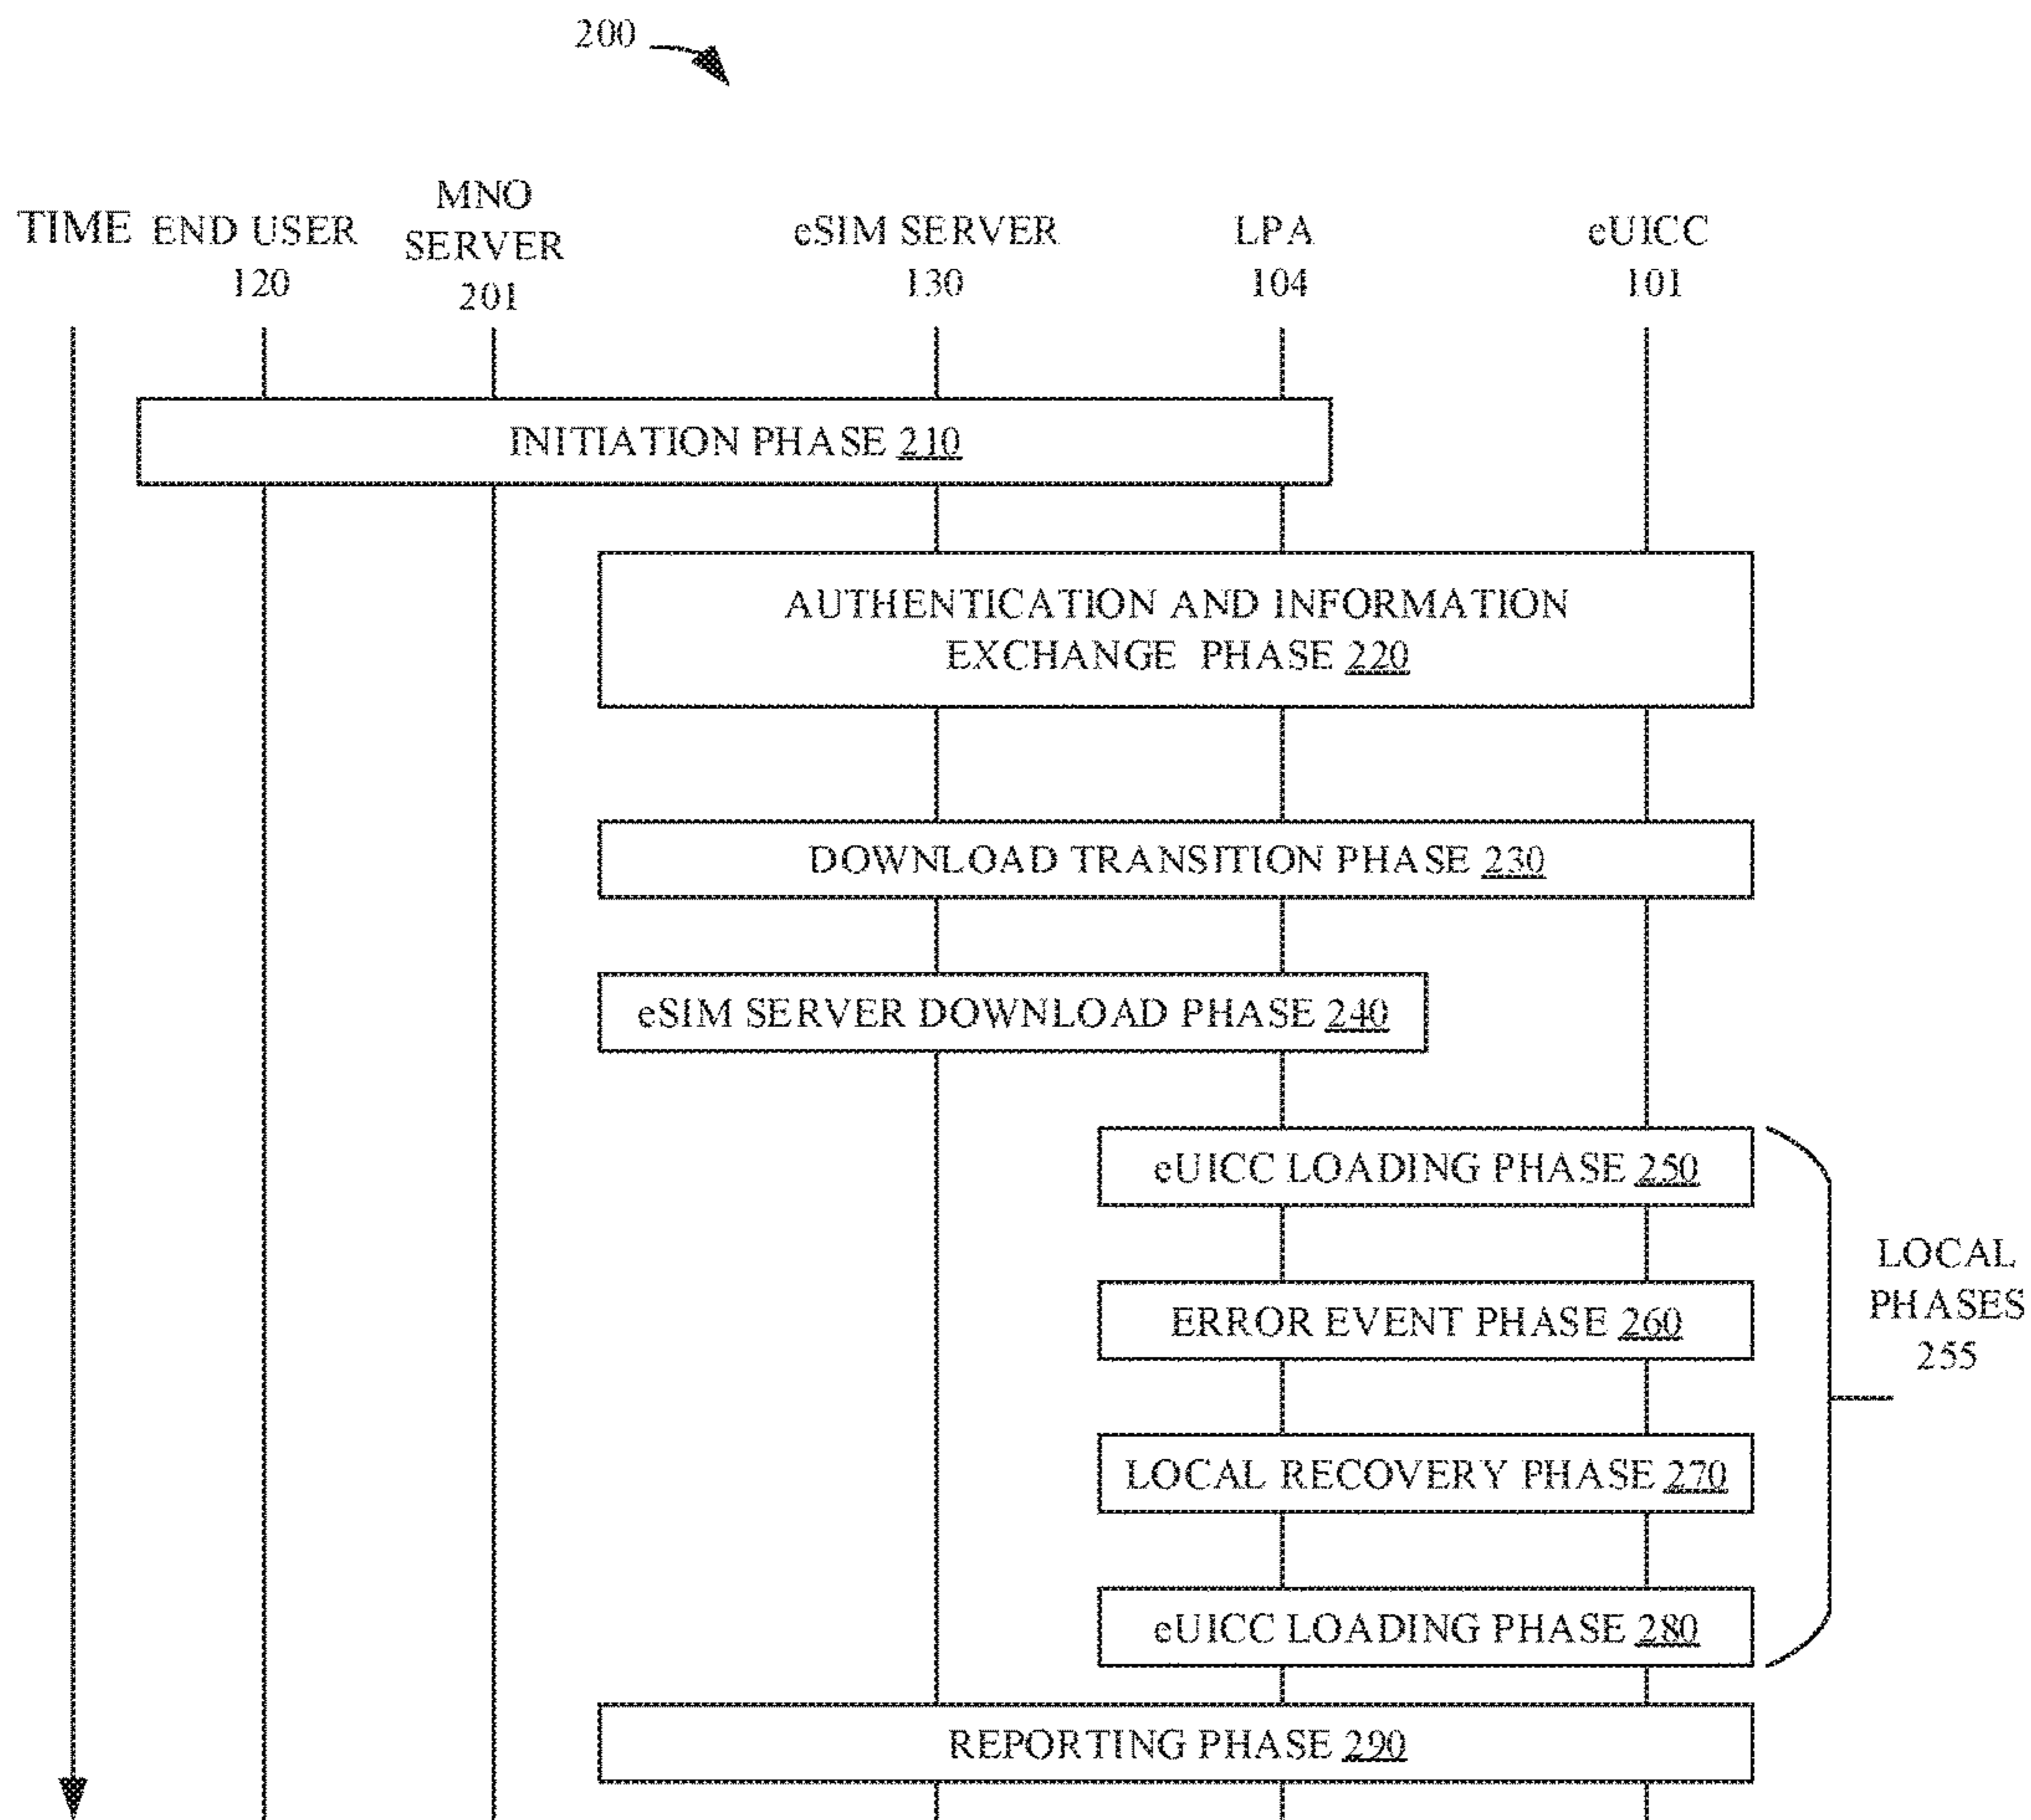 200
TIME
END USER
120
MNO
SERVER
201
eSIM SERVER
130
LPA
104
eUICC
101
INITIATION PHASE 210
AUTHENTICATION AND INFORMATION
EXCHANGE PHASE 220
DOWNLOAD TRANSITION PHASE 230
eSIM SERVER DOWNLOAD PHASE 240
eUICC LOADING PHASE 250
ERROR EVENT PHASE 260
LOCAL RECOVERY PHASE 270
eUICC LOADING PHASE 280
LOCAL
PHASES
255
REPORTING PHASE 290